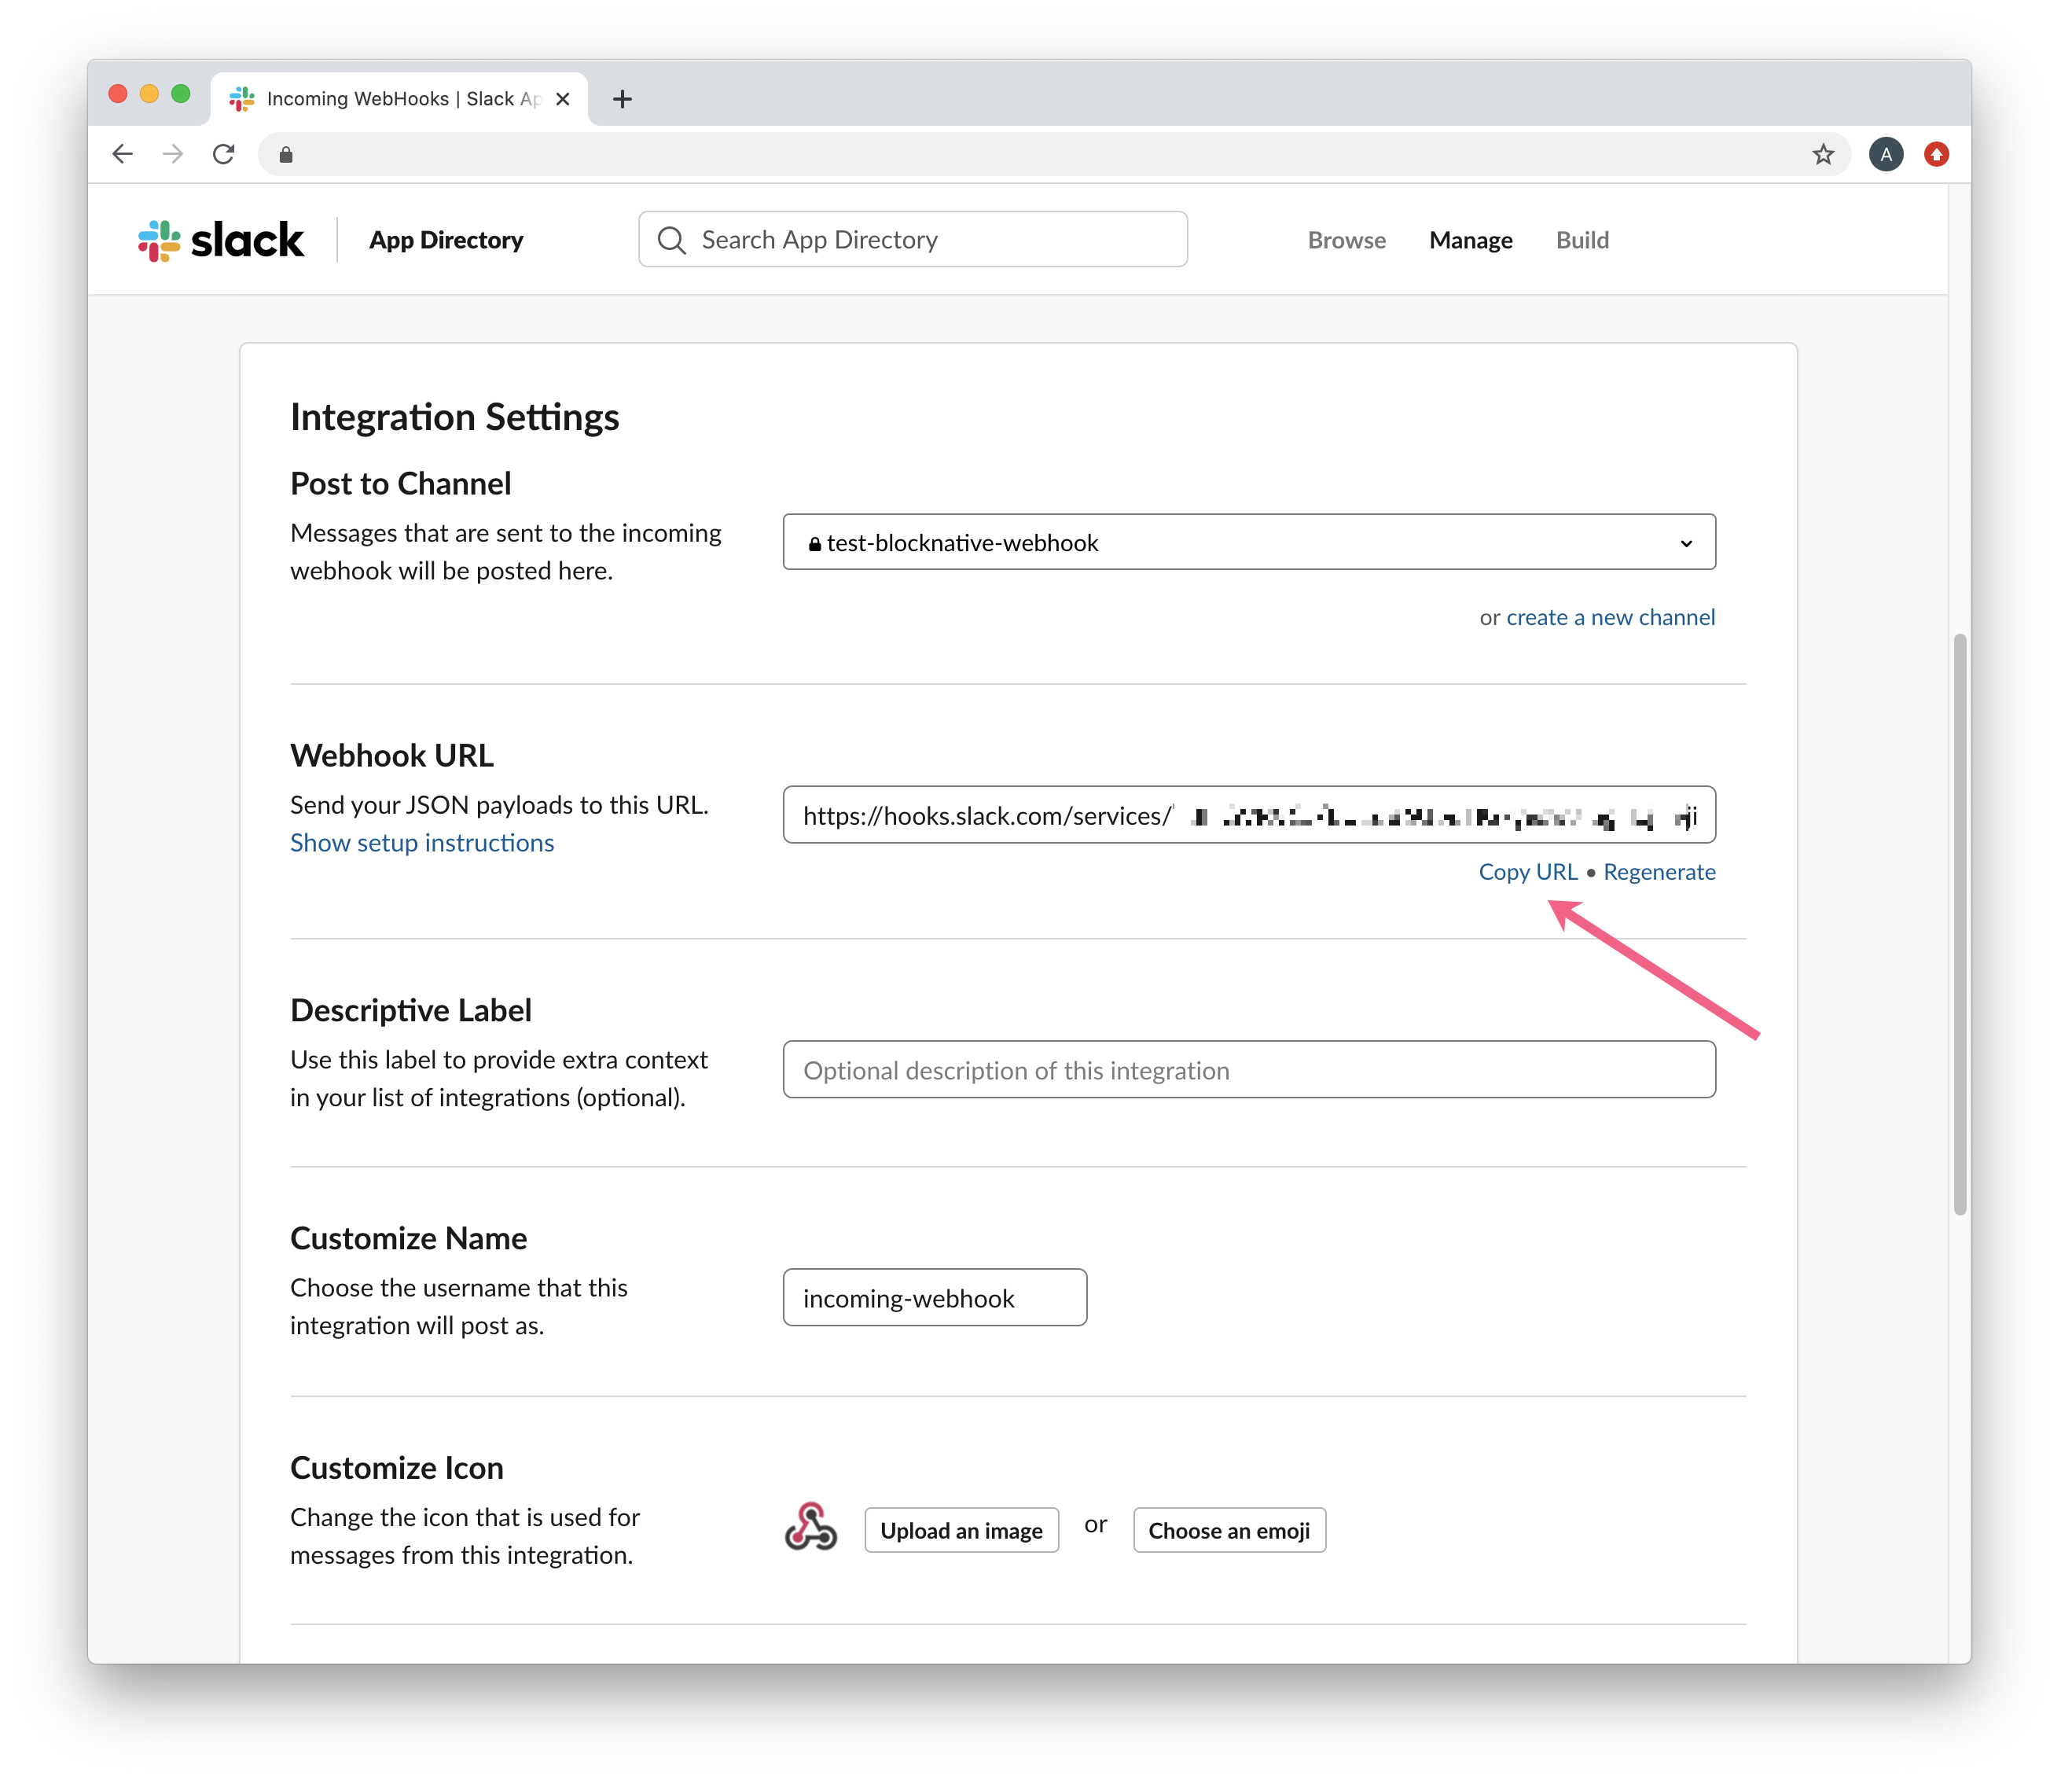 Incoming WebHooks | Slack Ap
A
slack
App Directory
Search App Directory
Browse
Manage
Build
Integration Settings
Post to Channel
Messages that are sent to the incoming
webhook will be posted here.
test-blocknative-webhook
or create a new channel
Webhook URL
Send your JSON payloads to this URL.
Show setup instructions
https://hooks.slack.com/services/
Copy URL • Regenerate
Descriptive Label
Use this label to provide extra context
in your list of integrations (optional).
Optional description of this integration
Customize Name
Choose the username that this
integration will post as.
incoming-webhook
Customize Icon
Change the icon that is used for
messages from this integration.
Upload an image
or
Choose an emoji